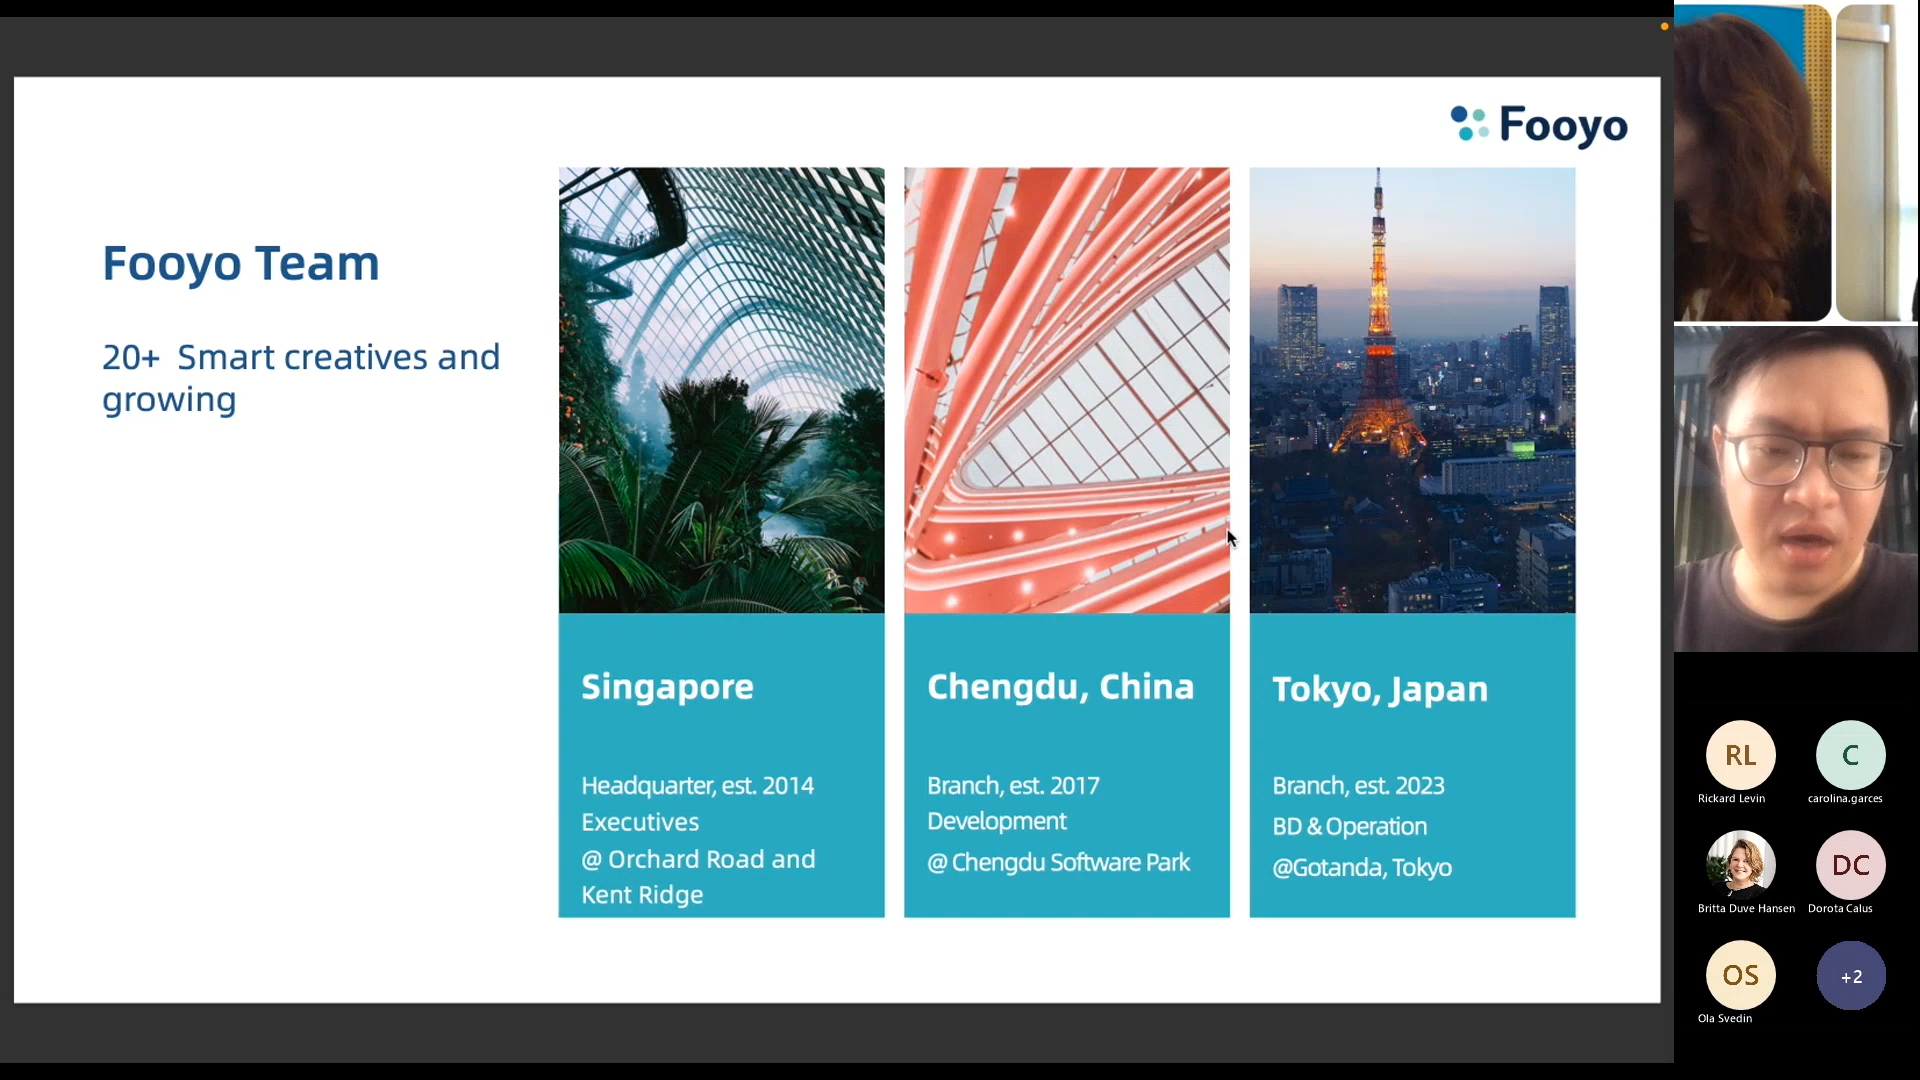 Fooyo
Fooyo Team
20+ Smart creatives and
growing
Singapore
Headquarter, est. 2014
Executives
@ Orchard Road and
Kent Ridge
Chengdu, China
Branch, est. 2017
Development
@ Chengdu Software Park
Tokyo, Japan
Branch, est. 2023
BD & Operation
@Gotanda, Tokyo
RL
C
Rickard Levin
carolina.garces
DC
Britta Duve Hansen
Dorota Calus
OS
+2
Ola Svedin